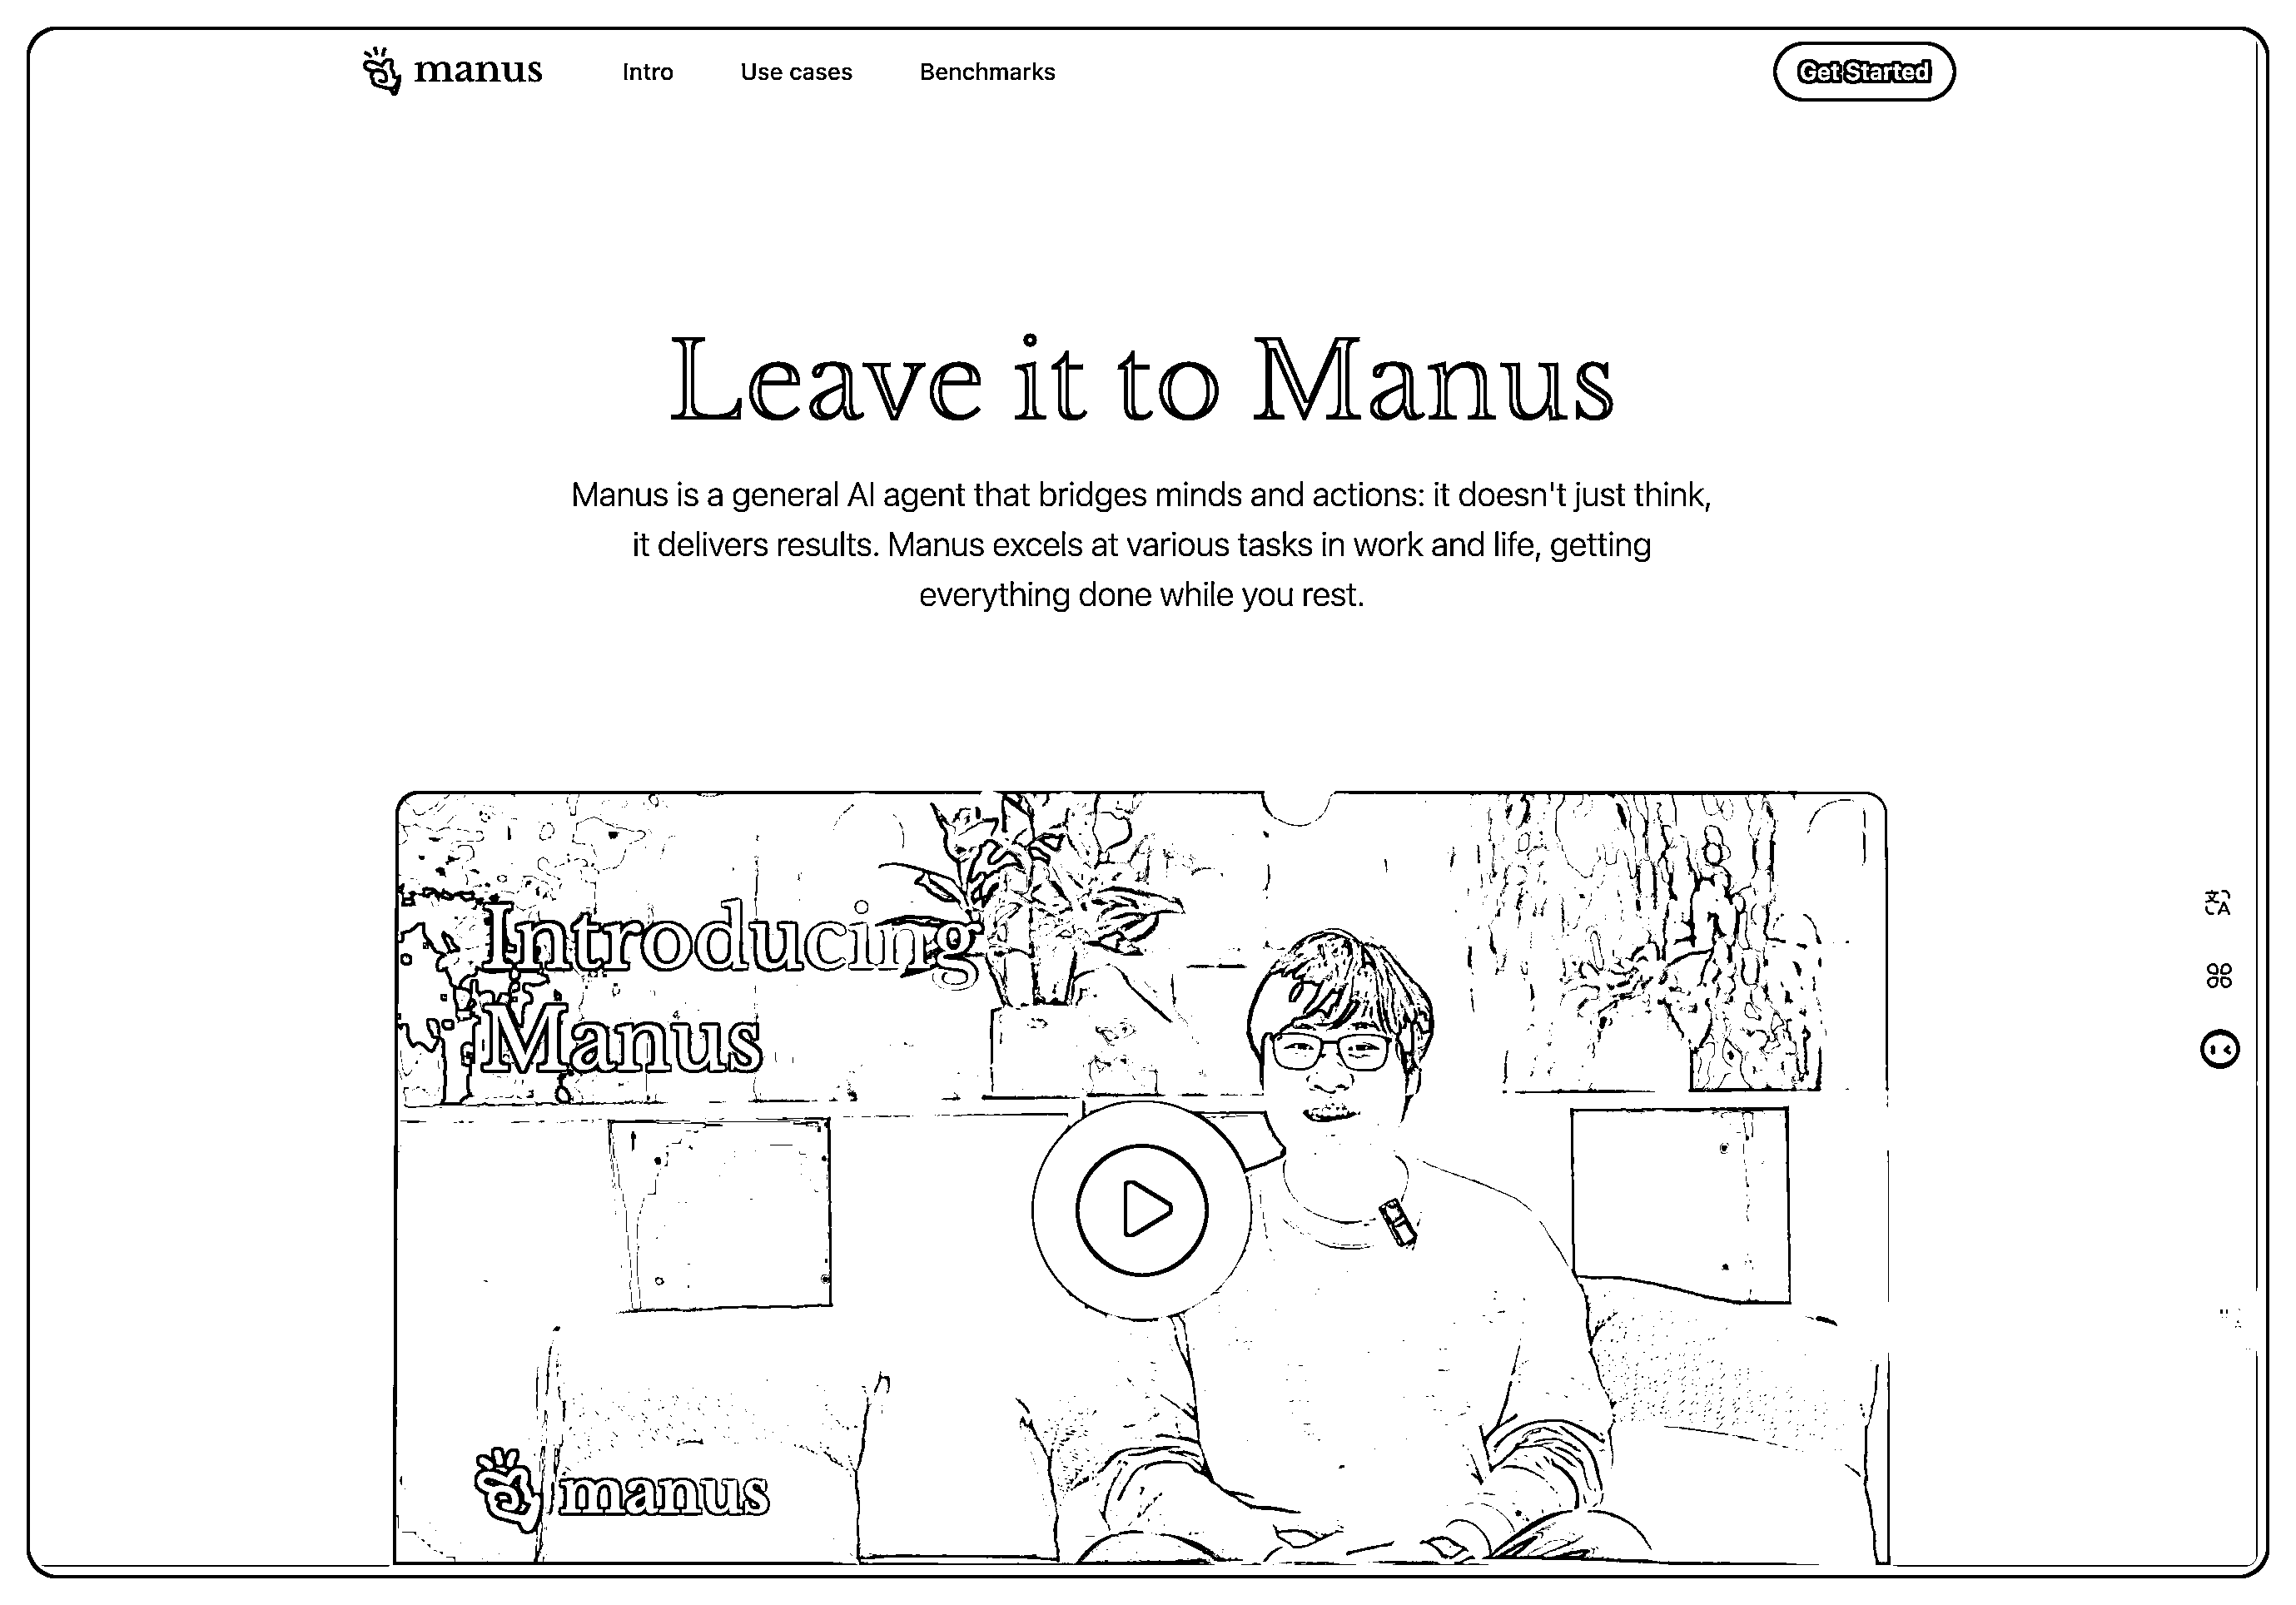 manus
Intro
Use cases
Benchmarks
Get Started
Leave it to Manus
Manus is a general AI agent that bridges minds and actions: it doesn't just think,
it delivers results. Manus excels at various tasks in work and life, getting
everything done while you rest.
Introducing
Manus
manus